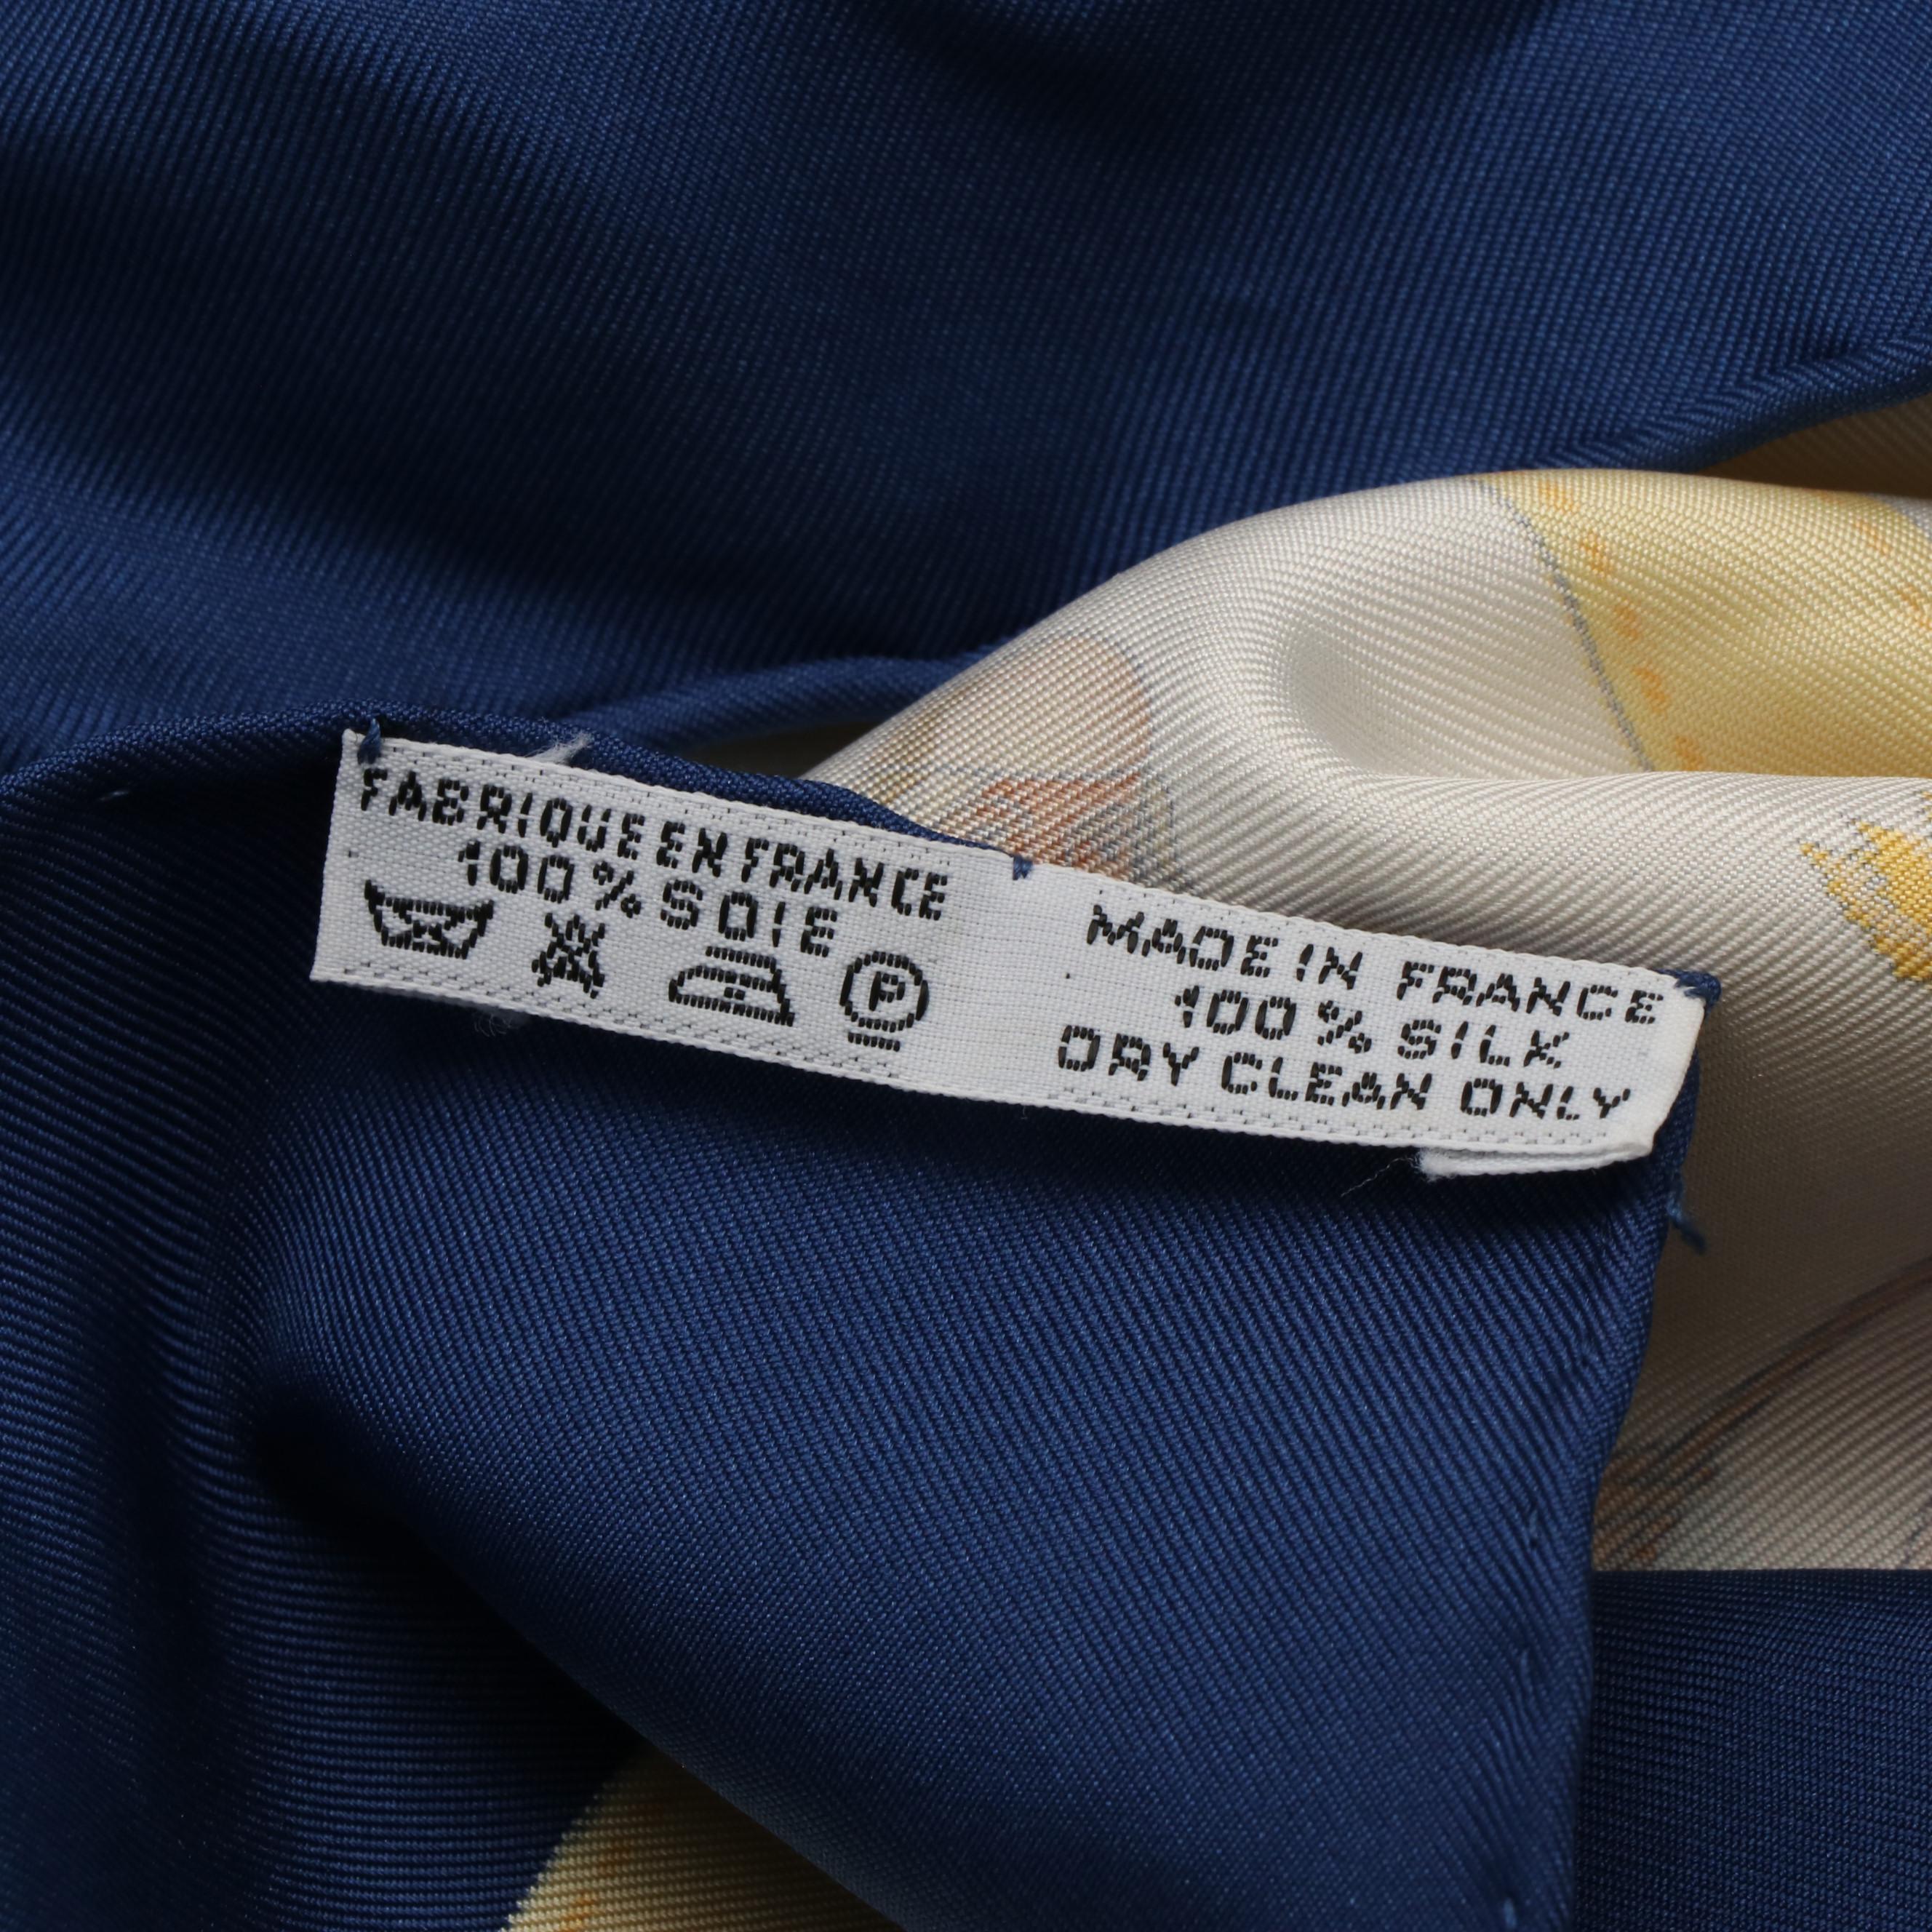 FABRIQUE EN FRANCE
100% SOIE
P
MADE IN FRANCE
100% SILK
DRY CLEAN ONLY